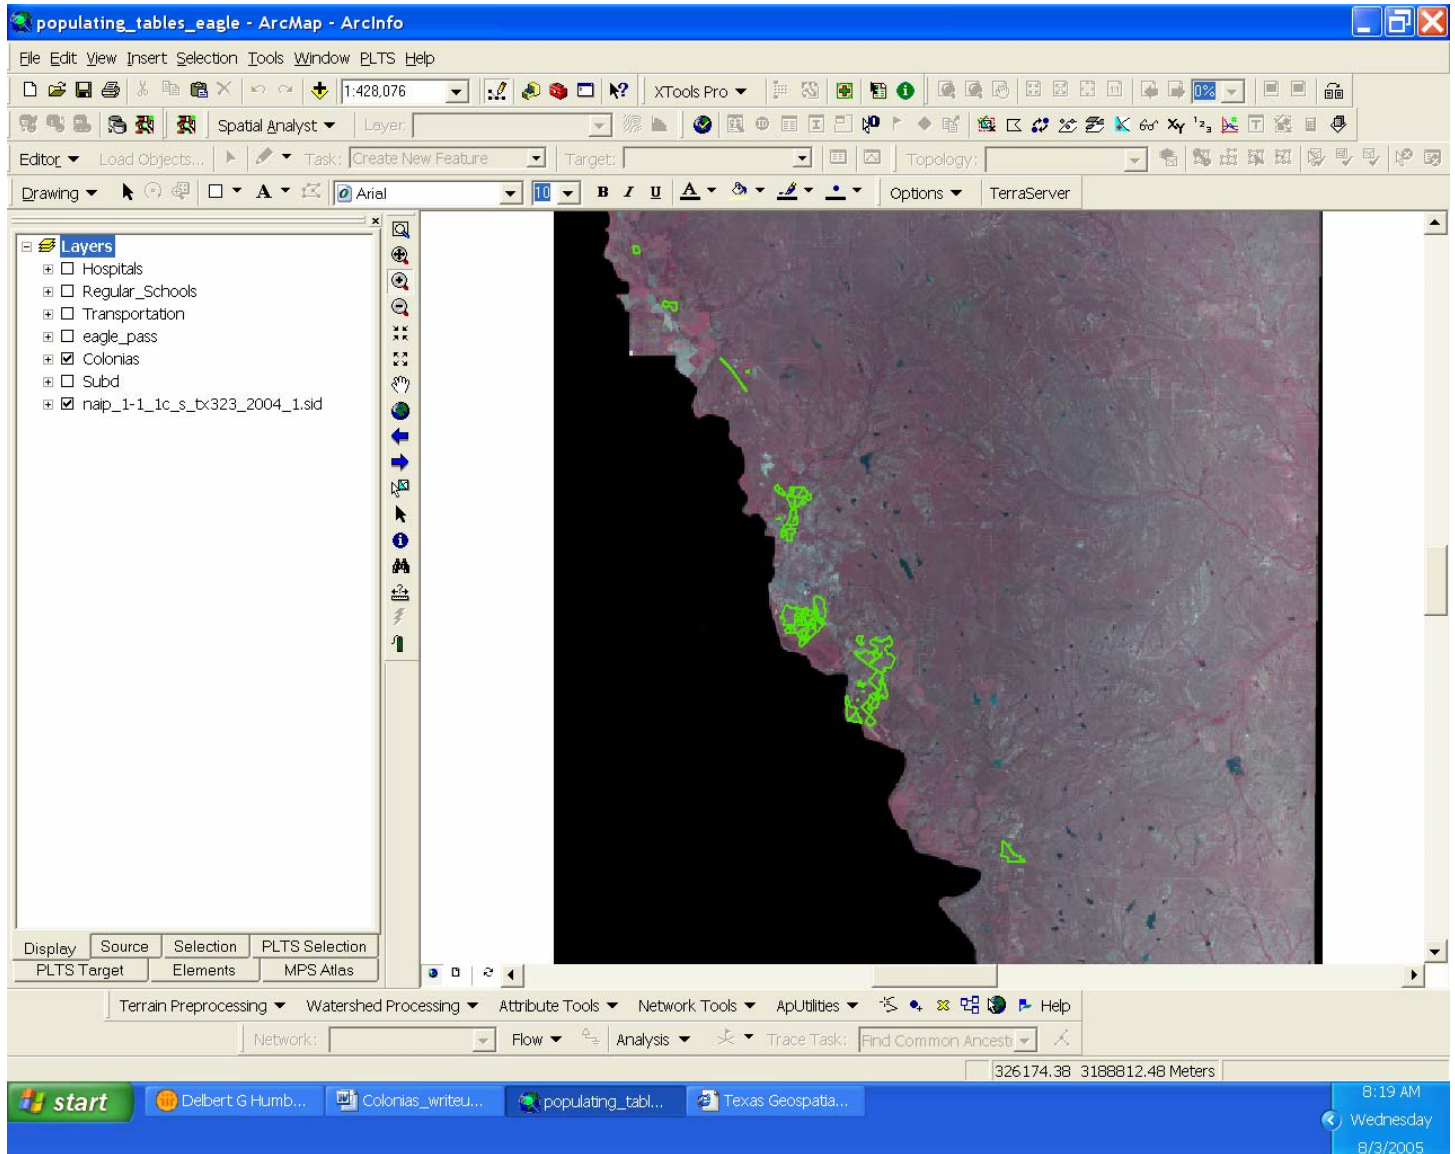 populating_tables_eagle - ArcMap - ArcInfo
File Edit View Insert Selection Tools Window PLTS Help
1:428,076 XTools Pro 0%
Spatial Analyst Layer:
Editor Load Objects... Task: Create New Feature Target: Topology:
Drawing A Arial 10 B I U A Options TerraServer
Layers
Hospitals
Regular_Schools
Transportation
eagle_pass
Colonias
Subd
naip_1-1_1c_s_tx323_2004_1.sid
Display Source Selection PLTS Selection
PLTS Target Elements MPS Atlas
Terrain Preprocessing Watershed Processing Attribute Tools Network Tools ApUtilities Help
Network: Flow Analysis Trace Task: Find Common Ancest
326174.38 3188812.48 Meters
start Delbert G Humb... Colonias_writeu... populating_tabl... Texas Geospatia...
8:19 AM
Wednesday
8/3/2005